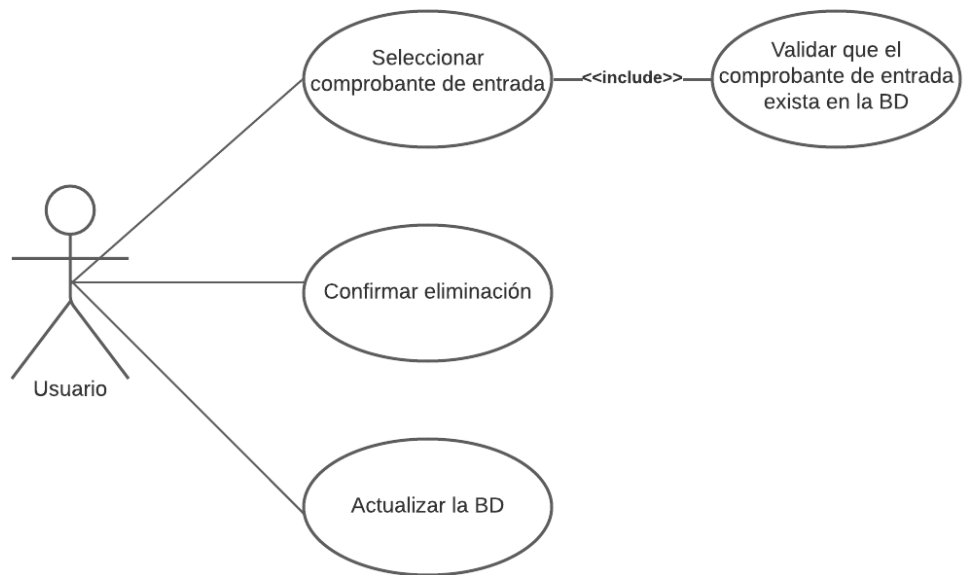 Seleccionar
comprobante de entrada
<<include>>
Validar que el
comprobante de entrada
exista en la BD
Confirmar eliminación
Usuario
Actualizar la BD